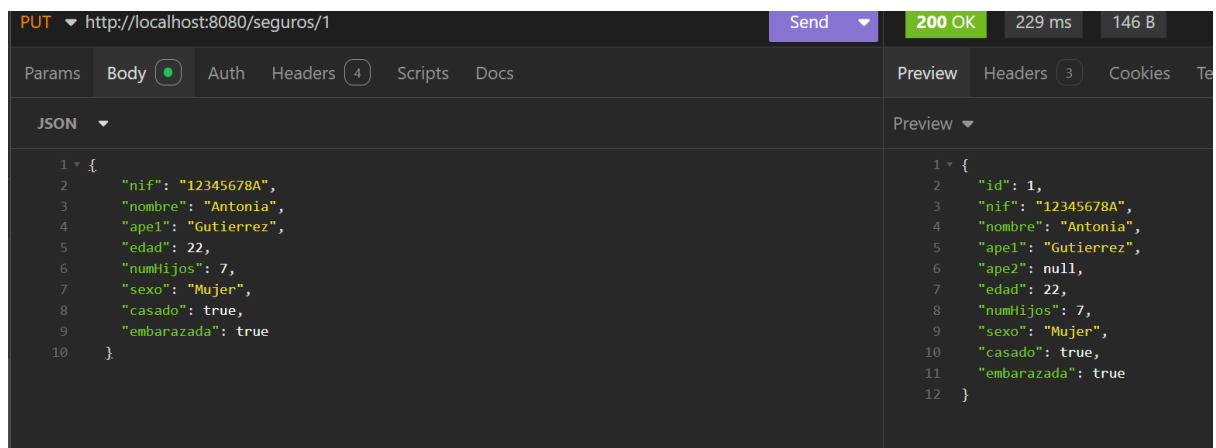 PUT http://localhost:8080/seguros/1 Send 200 OK 229 ms 146 B
Params Body Auth Headers 4 Scripts Docs
Preview Headers 3 Cookies Te
JSON
Preview
1 {
2 "nif": "12345678A",
3 "nombre": "Antonia",
4 "ape1": "Gutierrez",
5 "edad": 22,
6 "numHijos": 7,
7 "sexo": "Mujer",
8 "casado": true,
9 "embarazada": true
10 }
1 {
2 "id": 1,
3 "nif": "12345678A",
4 "nombre": "Antonia",
5 "ape1": "Gutierrez",
6 "ape2": null,
7 "edad": 22,
8 "numHijos": 7,
9 "sexo": "Mujer",
10 "casado": true,
11 "embarazada": true
12 }